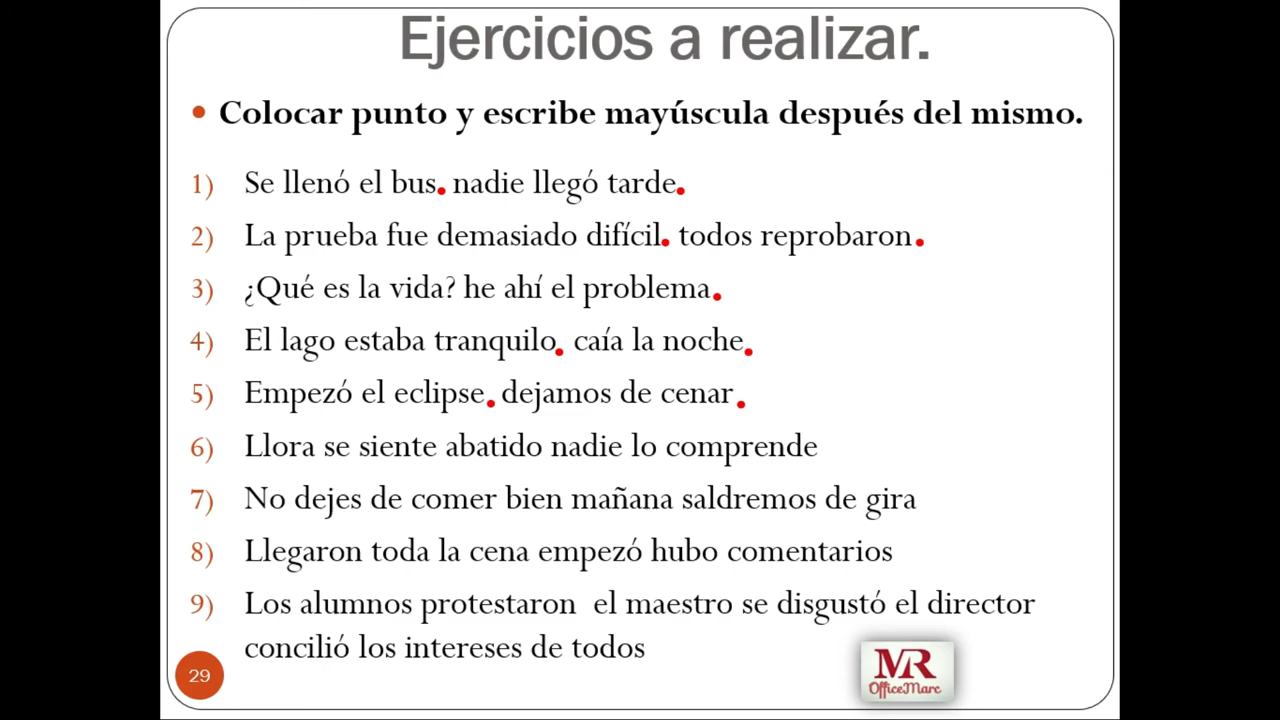 Ejercicios a realizar.
• Colocar punto y escribe mayúscula después del mismo.
1) Se llenó el bus. nadie llegó tarde.
2) La prueba fue demasiado difícil. todos reprobaron.
3) ¿Qué es la vida? he ahí el problema.
4) El lago estaba tranquilo. caía la noche.
5) Empezó el eclipse. dejamos de cenar.
6) Llora se siente abatido nadie lo comprende
7) No dejes de comer bien mañana saldremos de gira
8) Llegaron toda la cena empezó hubo comentarios
9) Los alumnos protestaron  el maestro se disgustó el director
concilió los intereses de todos
29
MR
OfficeMarc